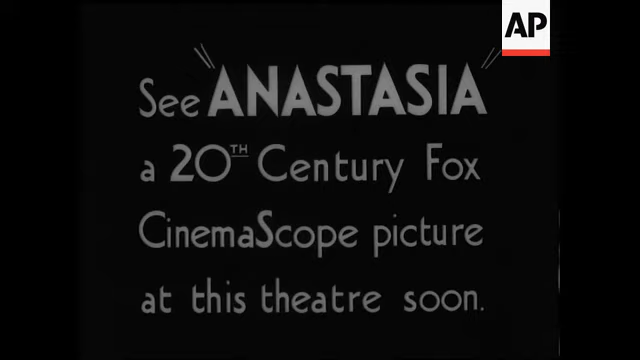 AP
See "ANASTASIA"
a 20TH Century Fox
CinemaScope picture
at this theatre soon.